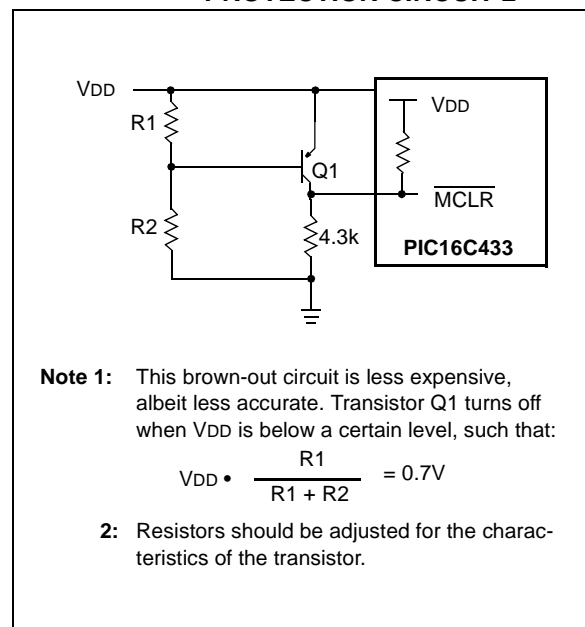 PROTECTION CIRCUIT 2
VDD
VDD
R1
Q1
MCLR
R2
4.3k
PIC16C433
Note 1: This brown-out circuit is less expensive,
albeit less accurate. Transistor Q1 turns off
when VDD is below a certain level, such that:
R1
VDD • = 0.7V
R1 + R2
2: Resistors should be adjusted for the charac-
teristics of the transistor.